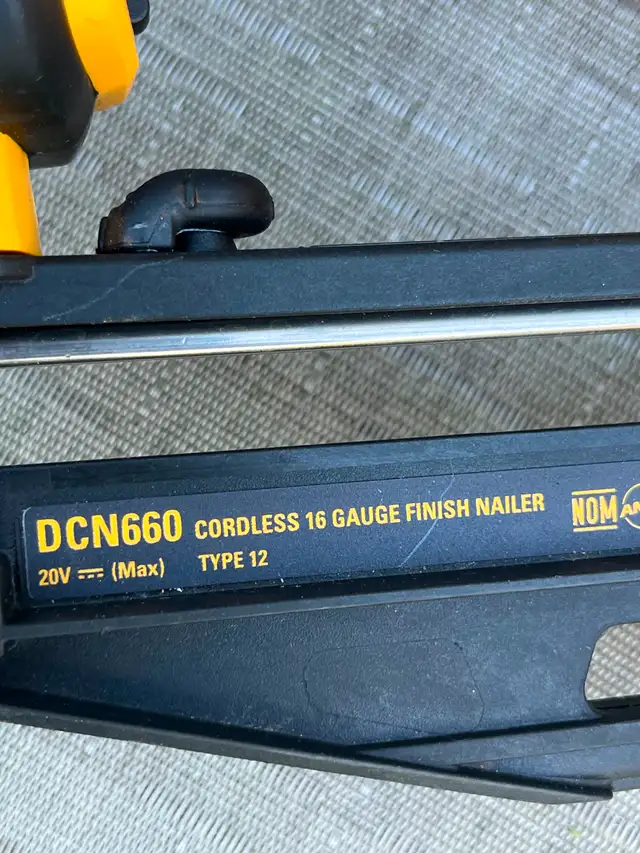 DCN660 CORDLESS 16 GAUGE FINISH NAILER NOM
20V ⎓ (Max) TYPE 12